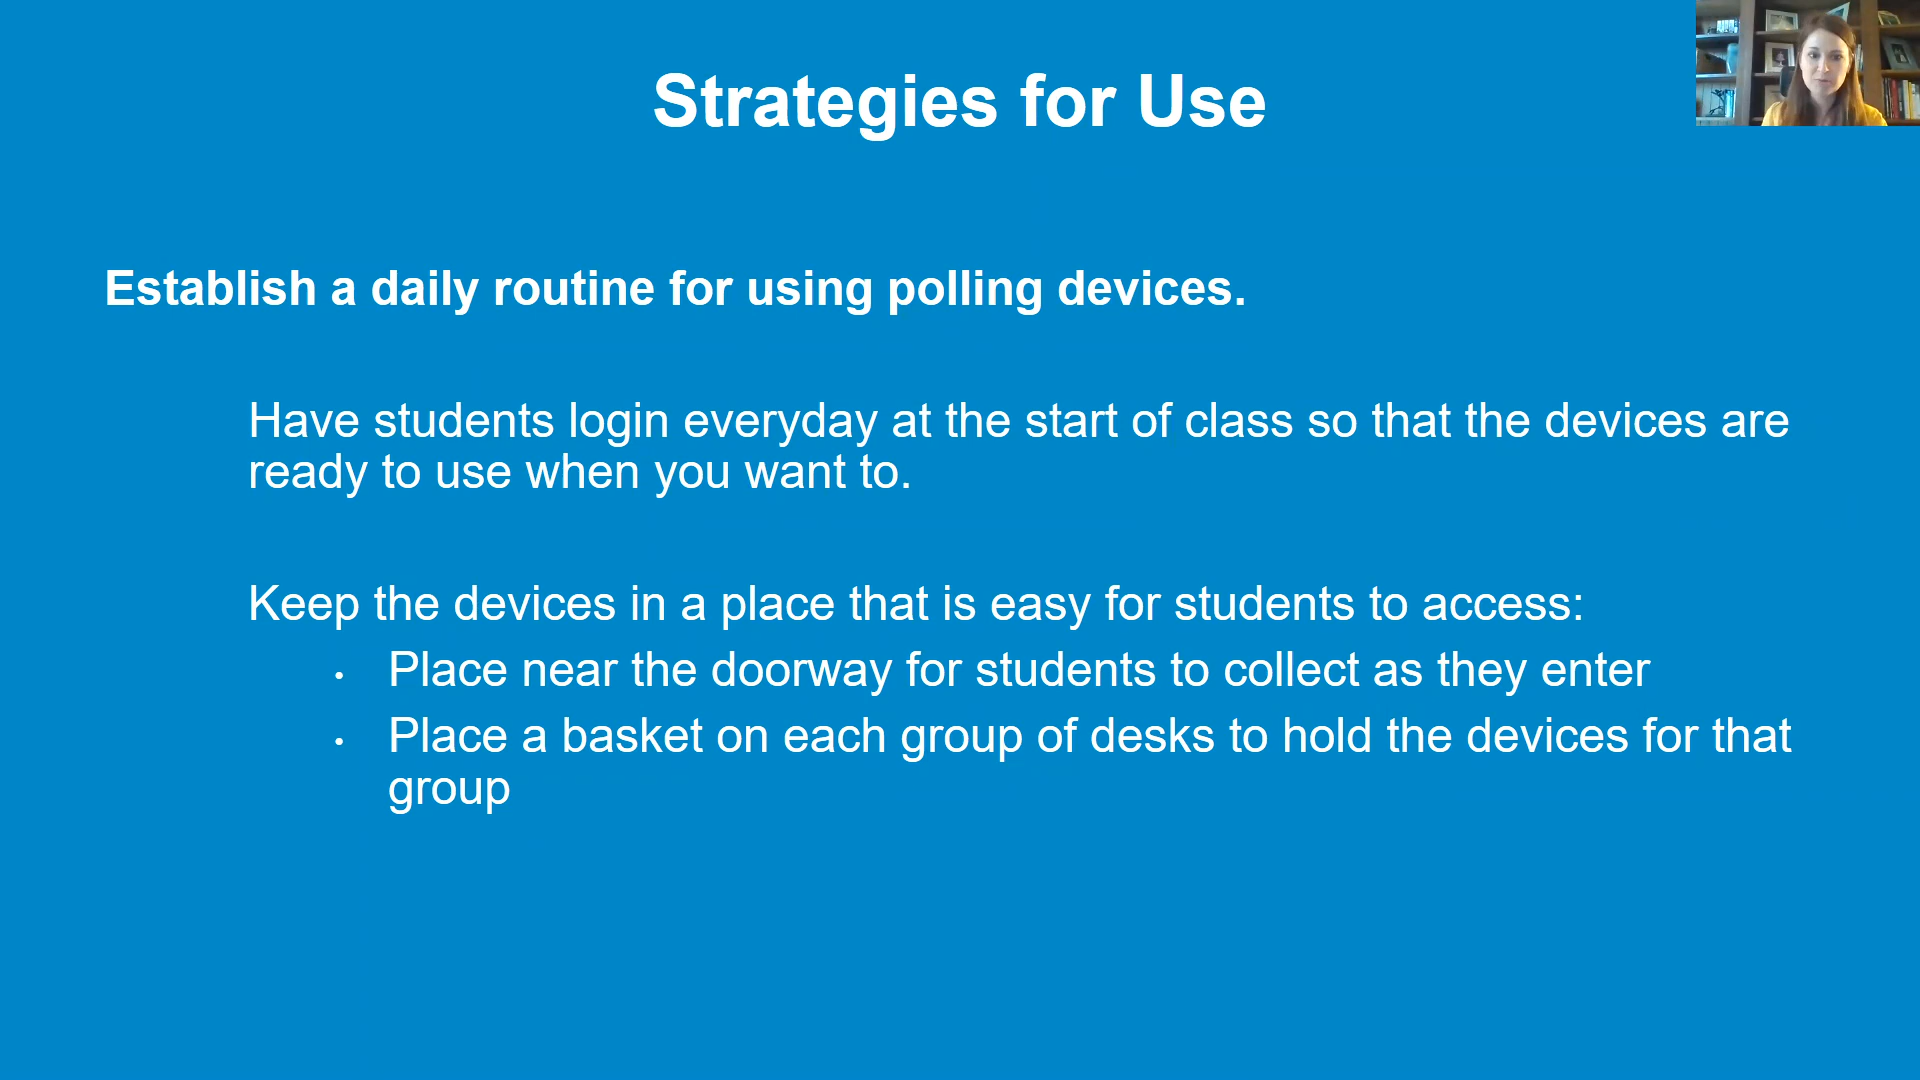 Strategies for Use
Establish a daily routine for using polling devices.
Have students login everyday at the start of class so that the devices are
ready to use when you want to.
Keep the devices in a place that is easy for students to access:
• Place near the doorway for students to collect as they enter
• Place a basket on each group of desks to hold the devices for that
group